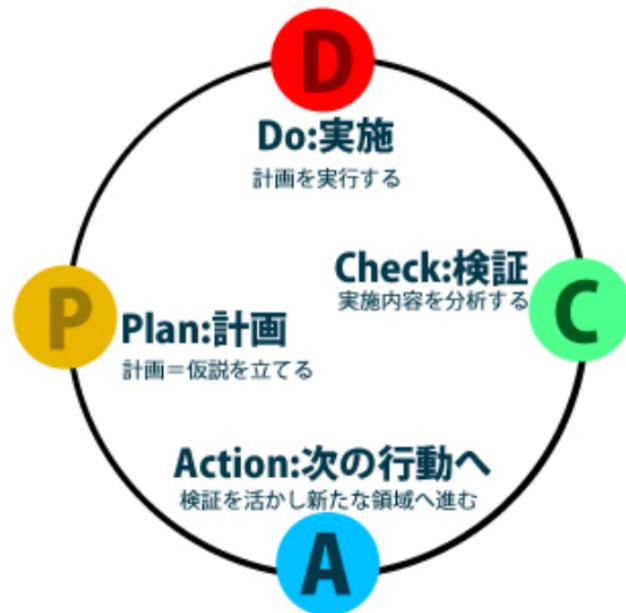 D
Do:実施
計画を実行する
Check:検証
実施内容を分析する
C
P
Plan:計画
計画=仮説を立てる
Action:次の行動へ
検証を活かし新たな領域へ進む
A